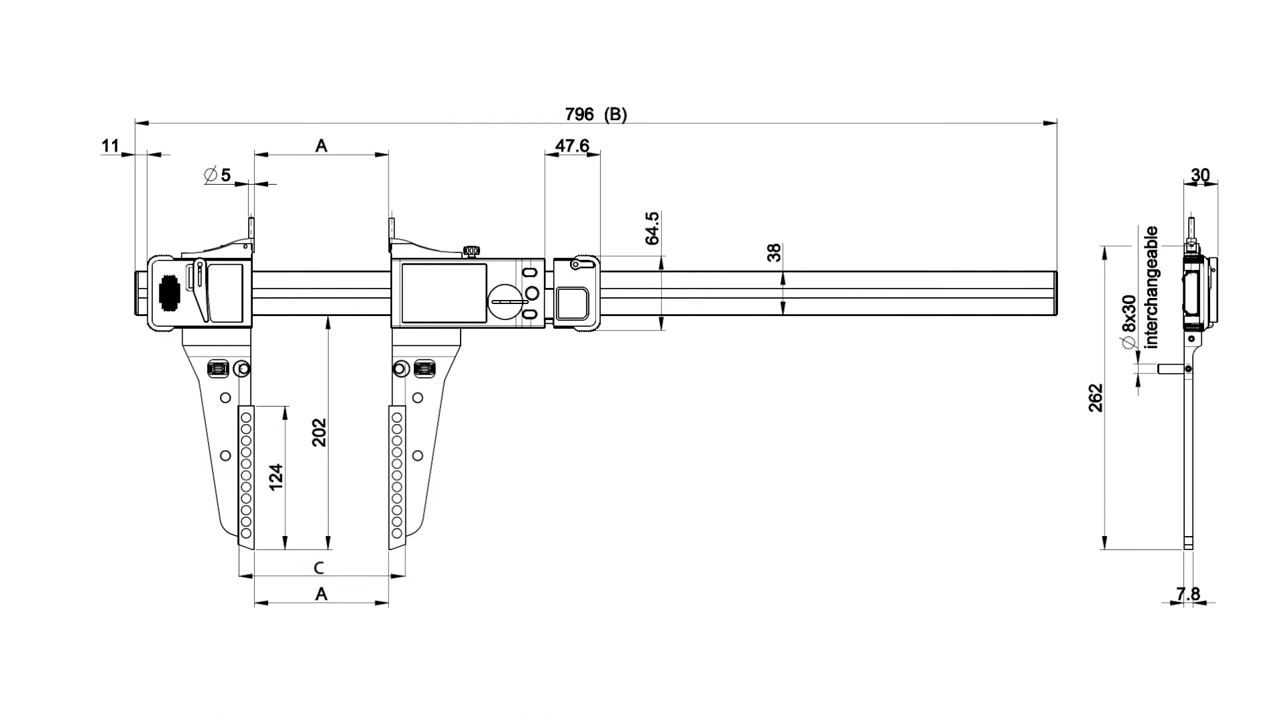 796 (B)
11
A
47.6
∅5
30
64.5
38
∅ 8x30
interchangeable
262
202
124
C
A
7.8